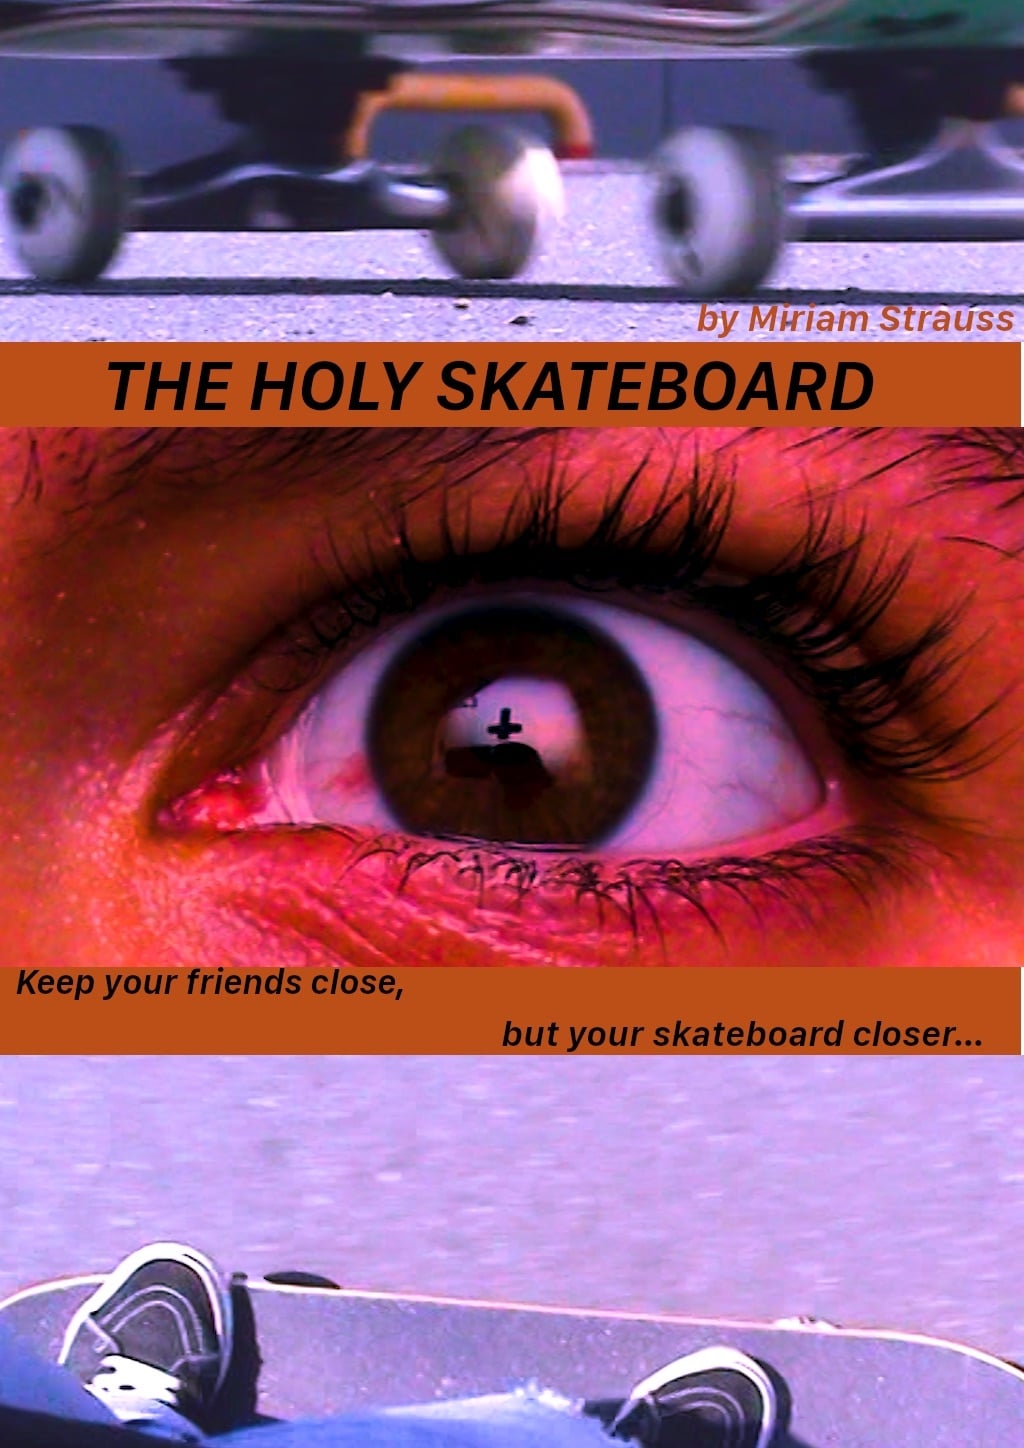 by Miriam Strauss
THE HOLY SKATEBOARD
Keep your friends close,
but your skateboard closer...